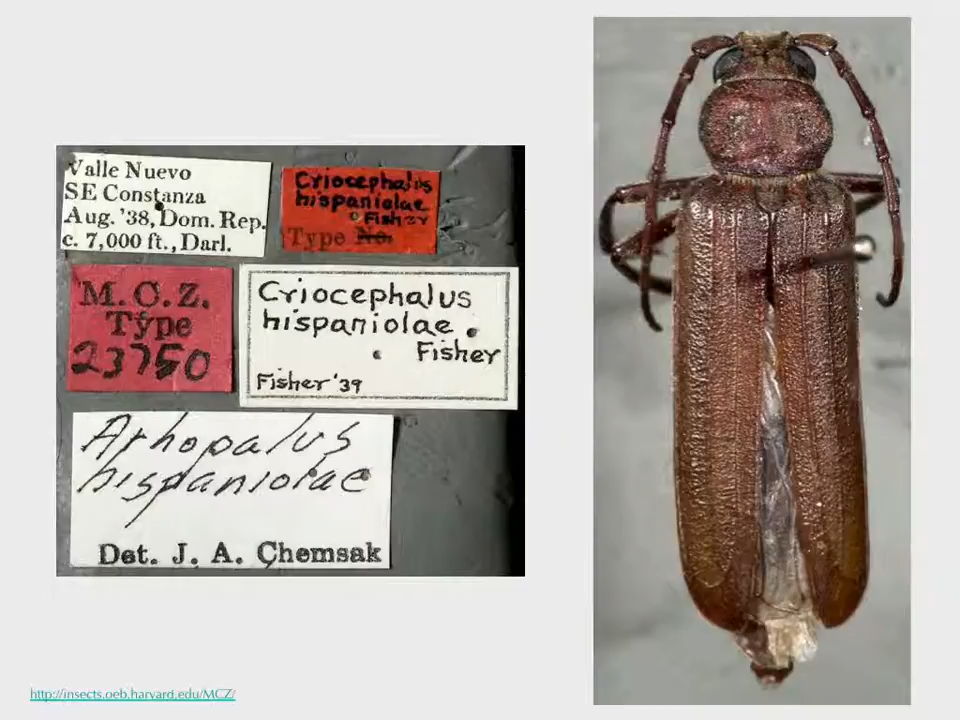 Valle Nuevo
SE Constanza
Aug. '38, Dom. Rep.
c. 7,000 ft., Darl.
Criocephalus
hispaniolae
Fisher
Type No.
M.C.Z.
Type
23750
Criocephalus
hispaniolae
Fisher
Fisher '39
Arhopalus
hispaniolae
Det. J. A. Chemsak
http://insects.oeb.harvard.edu/MCZ/